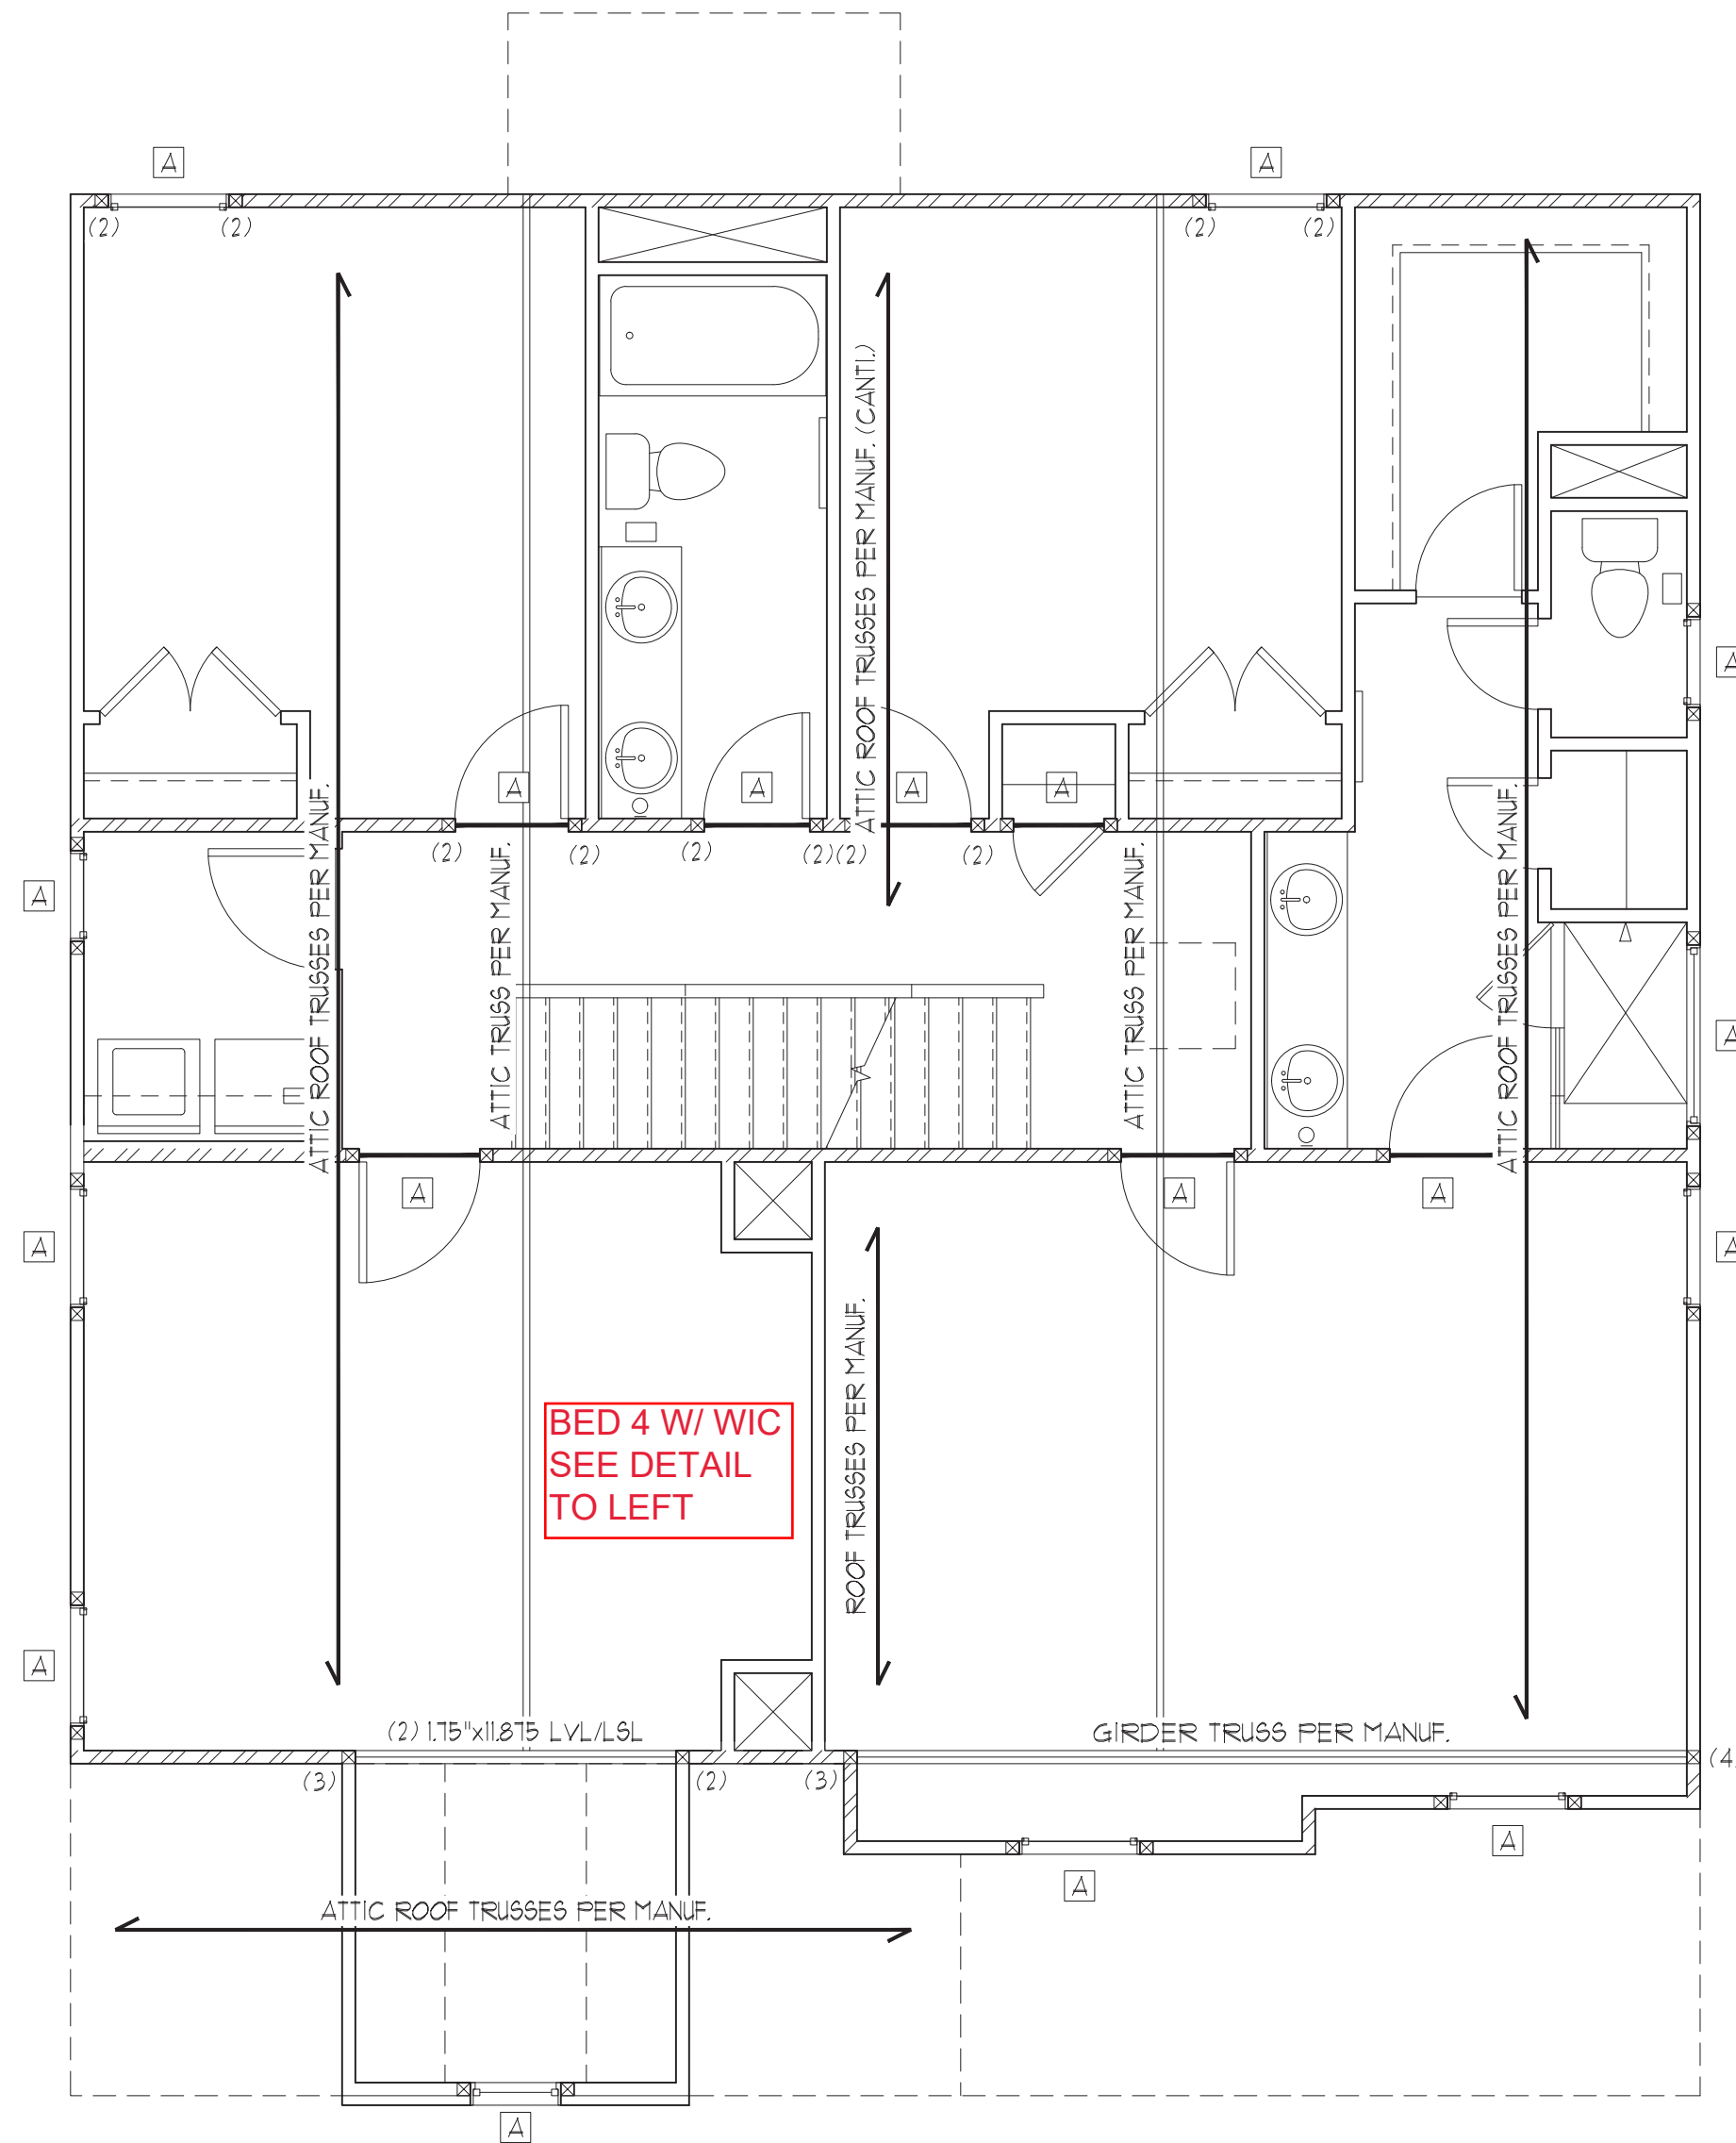 A
A
(2)
(2)
(2)
(2)
ATTIC ROOF TRUSSES PER MANUF. (CANTI.)
A
A
A
A
A
(2)
(2)
(2)
(2)(2)
(2)
A
ATTIC ROOF TRUSSES PER MANUF.
ATTIC TRUSS PER MANUF.
ATTIC TRUSS PER MANUF.
ATTIC ROOF TRUSSES PER MANUF.
A
A
A
A
A
A
ROOF TRUSSES PER MANUF.
BED 4 W/ WIC
SEE DETAIL
TO LEFT
A
(2) 1.75"x11.875 LVL/LSL
GIRDER TRUSS PER MANUF.
(3)
(2)
(3)
(4
A
A
ATTIC ROOF TRUSSES PER MANUF.
A